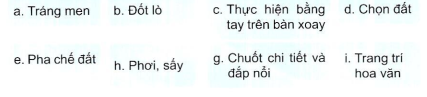 a. Tráng men
b. Đốt lò
c. Thực hiện bằng
tay trên bàn xoay
d. Chọn đất
e. Pha chế đất
h. Phơi, sấy
g. Chuốt chi tiết và
đắp nổi
i. Trang trí
hoa văn